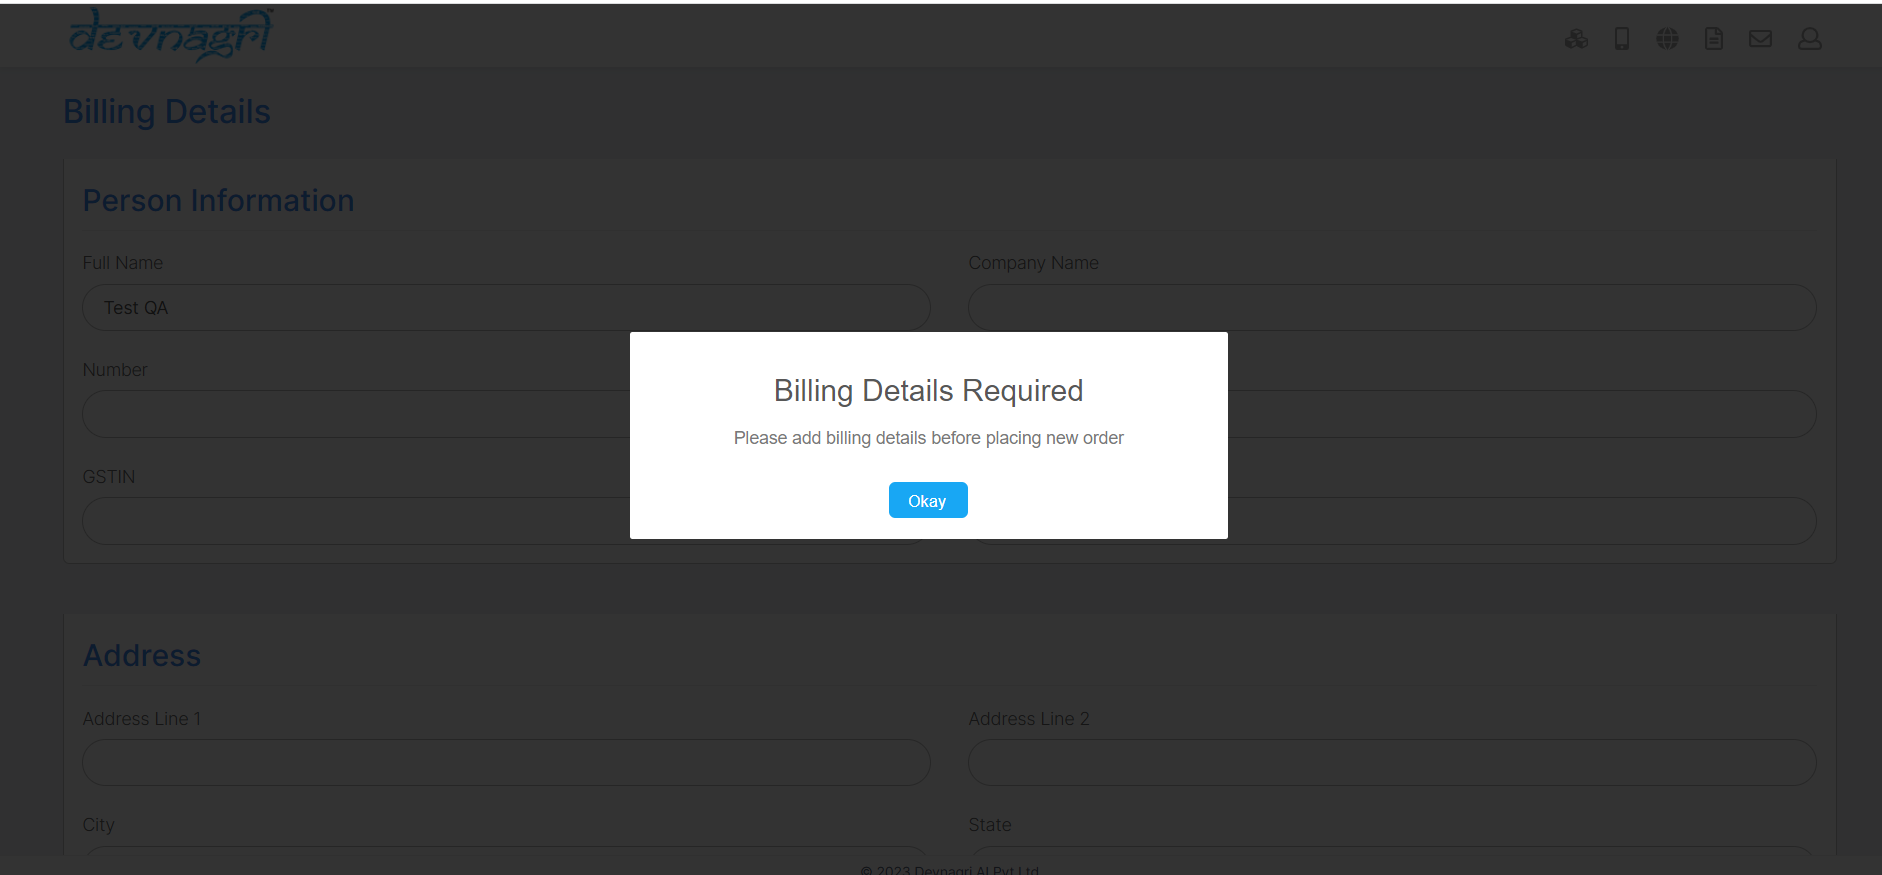 devnagri™
Billing Details
Person Information
Full Name
Company Name
Test QA
Number
GSTIN
Billing Details Required
Please add billing details before placing new order
Okay
Address
Address Line 1
Address Line 2
City
State
© 2023 Devnagri AI Pvt Ltd